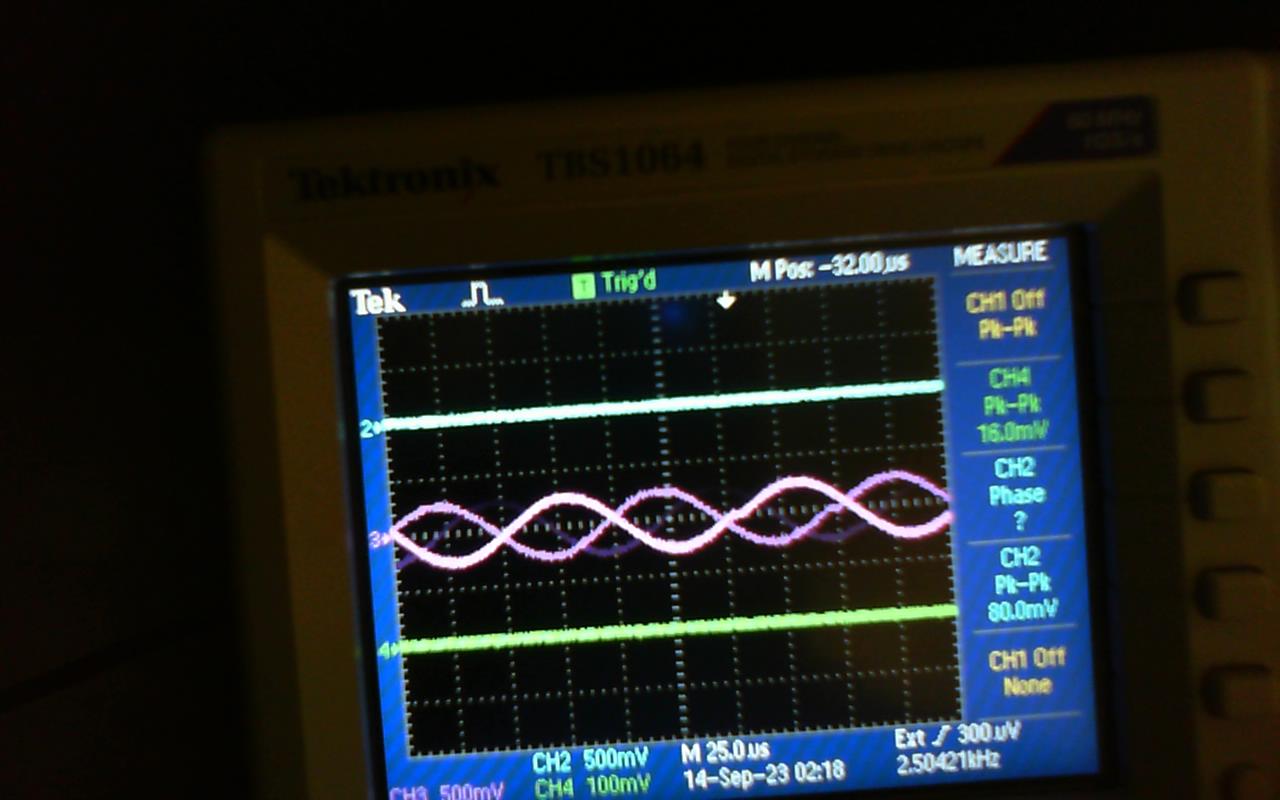 Tektronix TBS1064
Tek Trig'd M Pos: -32.00µs MEASURE
CH1 Off
Pk-Pk
CH4
Pk-Pk
16.0mV
CH2
Phase
?
CH2
Pk-Pk
80.0mV
CH1 Off
None
2
3
4
CH2 500mV M 25.0µs Ext 300µV
CH3 500mV CH4 100mV 14-Sep-23 02:18 2.50421kHz